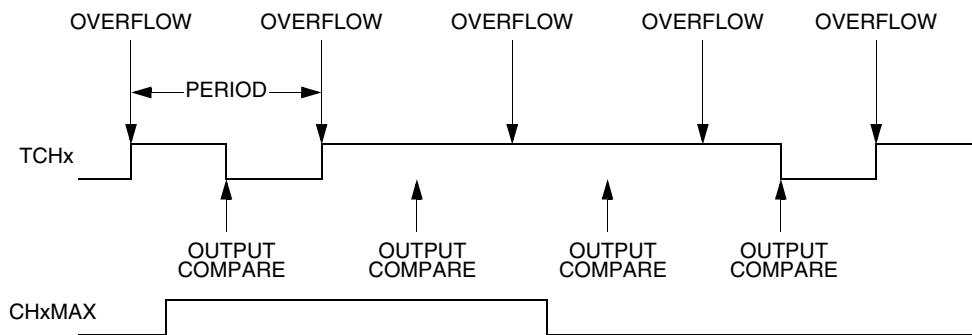 OVERFLOW OVERFLOW OVERFLOW OVERFLOW OVERFLOW
PERIOD
TCHx
OUTPUT COMPARE
OUTPUT COMPARE
OUTPUT COMPARE
OUTPUT COMPARE
CHxMAX